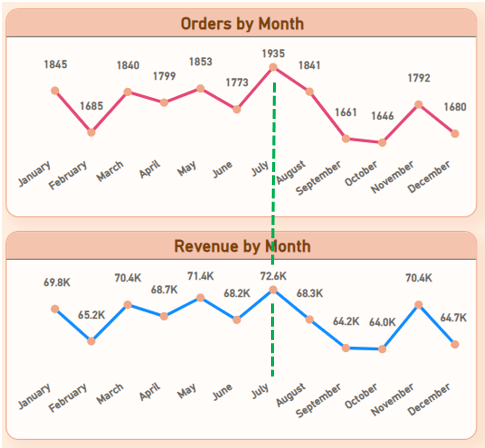 Orders by Month
1845
1685
1840
1799
1853
1773
1935
1841
1661
1646
1792
1680
January
February
March
April
May
June
July
August
September
October
November
December
Revenue by Month
69.8K
65.2K
70.4K
68.7K
71.4K
68.2K
72.6K
68.3K
64.2K
64.0K
70.4K
64.7K
January
February
March
April
May
June
July
August
September
October
November
December